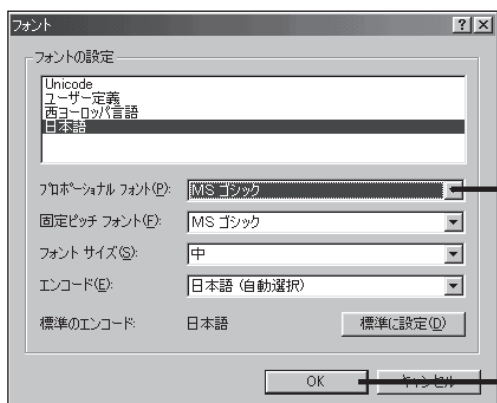 フォント
フォントの設定
Unicode
ユーザー定義
西ヨーロッパ言語
日本語
プロポーショナル フォント(P): MS ゴシック
固定ピッチ フォント(F): MS ゴシック
フォント サイズ(S): 中
エンコード(E): 日本語 (自動選択)
標準のエンコード: 日本語 標準に設定(D)
OK キャンセル